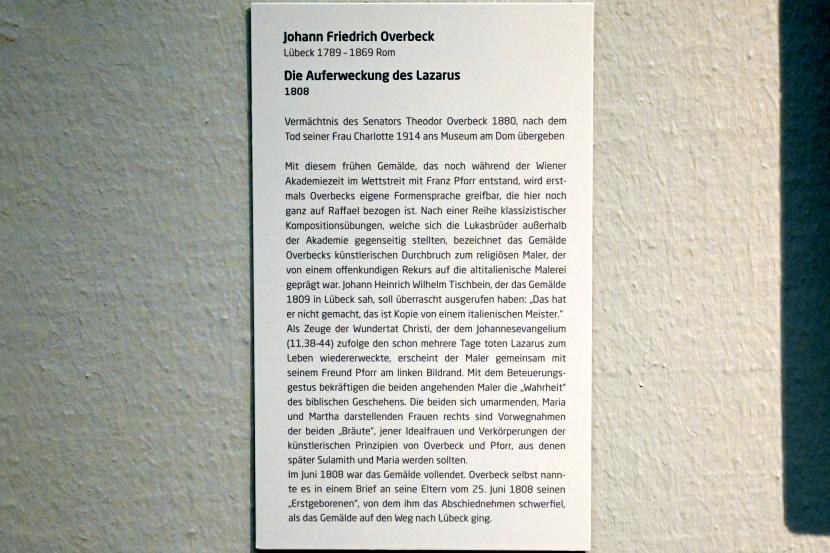 Johann Friedrich Overbeck
Lübeck 1789 - 1869 Rom
Die Auferweckung des Lazarus
1808
Vermächtnis des Senators Theodor Overbeck 1880, nach dem
Tod seiner Frau Charlotte 1914 ans Museum am Dom übergeben
Mit diesem frühen Gemälde, das noch während der Wiener
Akademiezeit im Wettstreit mit Franz Pforr entstand, wird erst-
mals Overbecks eigene Formensprache greifbar, die hier noch
ganz auf Raffael bezogen ist. Nach einer Reihe klassizistischer
Kompositionsübungen, welche sich die Lukasbrüder außerhalb
der Akademie gegenseitig stellten, bezeichnet das Gemälde
Overbecks künstlerischen Durchbruch zum religiösen Maler, der
von einem offenkundigen Rekurs auf die altitalienische Malerei
geprägt war. Johann Heinrich Wilhelm Tischbein, der das Gemälde
1809 in Lübeck sah, soll überrascht ausgerufen haben: „Das hat
er nicht gemacht, das ist Kopie von einem italienischen Meister.“
Als Zeuge der Wundertat Christi, der dem Johannesevangelium
(11,38-44) zufolge den schon mehrere Tage toten Lazarus zum
Leben wiedererweckte, erscheint der Maler gemeinsam mit
seinem Freund Pforr am linken Bildrand. Mit dem Beteuerungs-
gestus bekräftigen die beiden angehenden Maler die „Wahrheit“
des biblischen Geschehens. Die beiden sich umarmenden, Maria
und Martha darstellenden Frauen rechts sind Vorwegnahmen
der beiden „Bräute“, jener Idealfrauen und Verkörperungen der
künstlerischen Prinzipien von Overbeck und Pforr, aus denen
später Sulamith und Maria werden sollten.
Im Juni 1808 war das Gemälde vollendet. Overbeck selbst nann-
te es in einem Brief an seine Eltern vom 25. Juni 1808 seinen
„Erstgeborenen“, von dem ihm das Abschiednehmen schwerfiel,
als das Gemälde auf den Weg nach Lübeck ging.